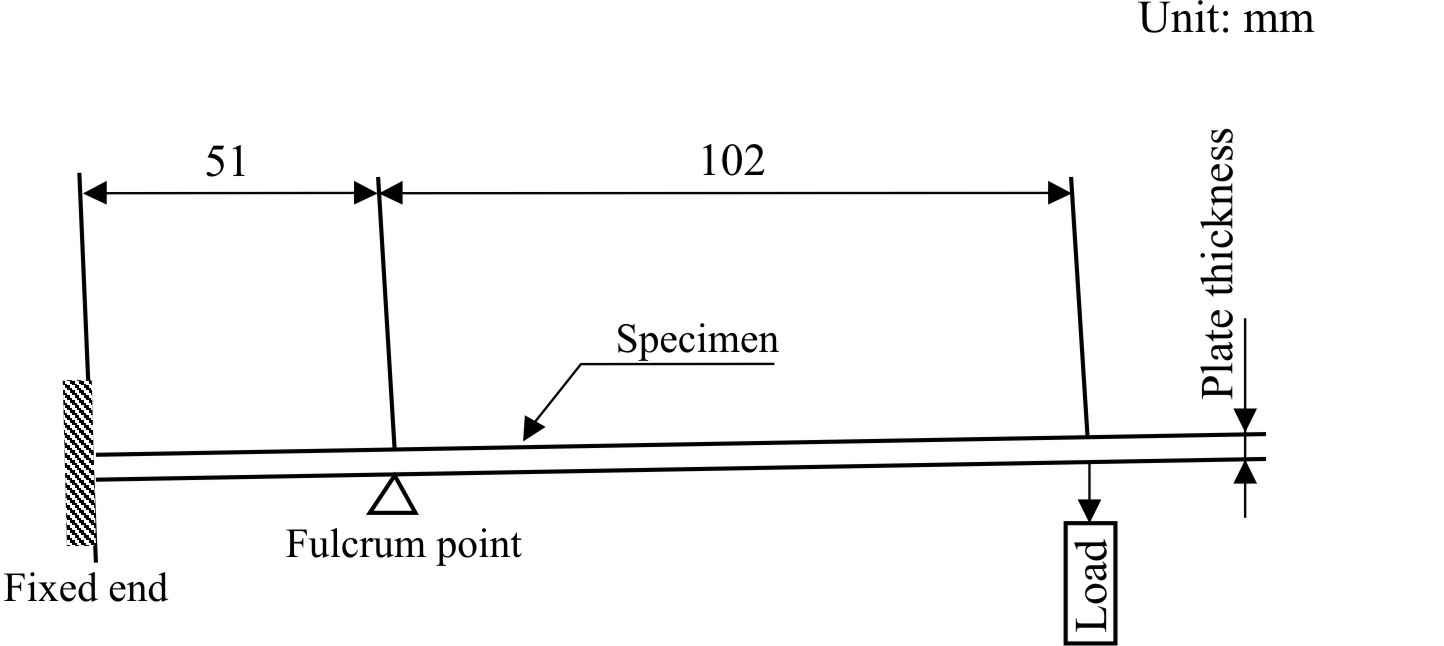 Unit: mm
51
102
Plate thickness
Specimen
Fulcrum point
Fixed end
Load